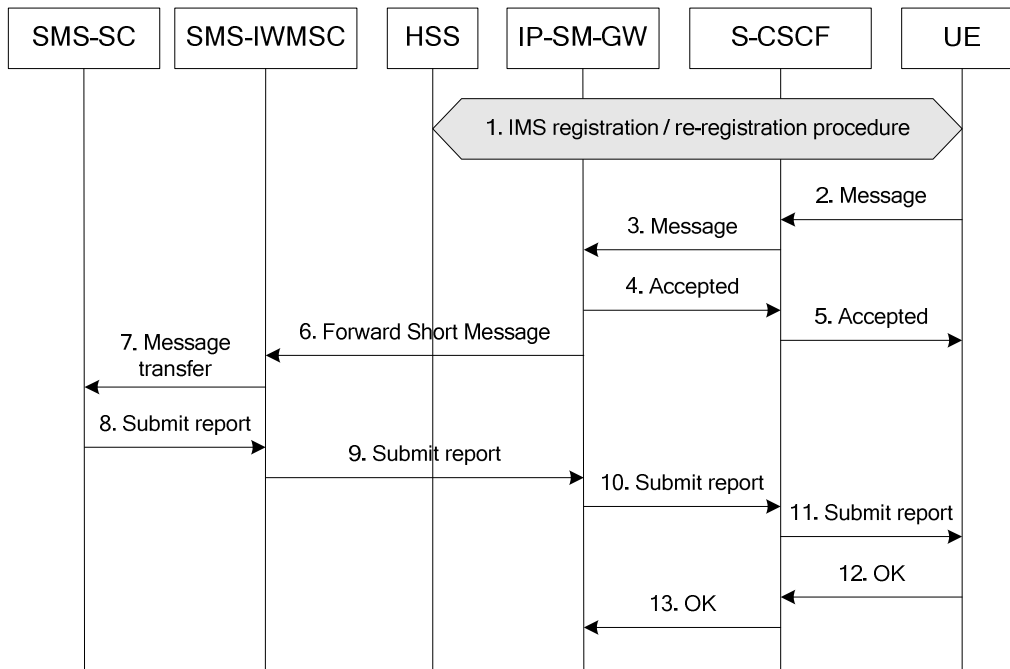 SMS-SC
SMS-IWMSC
HSS
IP-SM-GW
S-CSCF
UE
1. IMS registration / re-registration procedure
2. Message
3. Message
4. Accepted
5. Accepted
6. Forward Short Message
7. Message
transfer
8. Submit report
9. Submit report
10. Submit report
11. Submit report
12. OK
13. OK